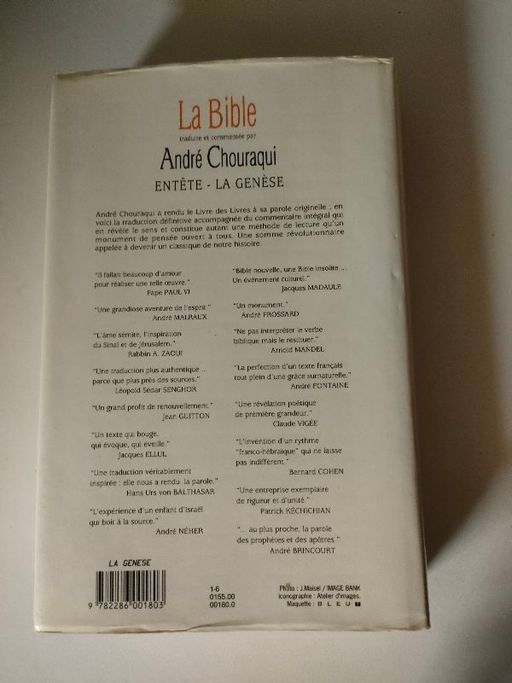 La Bible
traduite et commentée par
André Chouraqui
ENTÊTE - LA GENÈSE
André Chouraqui a rendu le Livre des Livres à sa parole originelle : en
voici la traduction définitive accompagnée du commentaire intégral qui
en révèle le sens et constitue autant une méthode de lecture qu'un
monument de pensée ouvert à tous. Une somme révolutionnaire
appelée à devenir un classique de notre histoire.
"Il fallait beaucoup d'amour
pour réaliser une telle œuvre."
Pape PAUL VI
"Une grandiose aventure de l'esprit."
André MALRAUX
"L'âme sémite, l'inspiration
du Sinaï et de Jérusalem."
Rabbin A. ZAOUI
"Une traduction plus authentique ..
parce que plus près des sources."
Léopold Sédar SENGHOR
"Un grand profit de renouvellement."
Jean GUITTON
"Un texte qui bouge,
qui évoque, qui éveille."
Jacques ELLUL
"Une traduction véritablement
inspirée : elle nous a rendu la parole."
Hans Urs von BALTHASAR
"L'expérience d'un enfant d'Israël
qui boit à la source."
André NÉHER
"Bible nouvelle, une Bible insolite ...
Un évènement culturel."
Jacques MADAULE
"Un monument."
André FROSSARD
"Ne pas interpréter le verbe
biblique mais le restituer."
Arnold MANDEL
"La perfection d'un texte français
tout plein d'une grâce surnaturelle."
André FONTAINE
"Une révélation poétique
de première grandeur."
Claude VIGÉE
"L'invention d'un rythme
"franco-hébraïque" qui ne laisse
pas indifférent."
Bernard COHEN
"Une entreprise exemplaire
de rigueur et d'unité."
Patrick KÉCHICHIAN
"... au plus proche, la parole
des prophètes et des apôtres."
André BRINCOURT
LA GENESE
9 782286 001803
1-6
0155.00
00180.0
Photo : J.Maisel / IMAGE BANK
Iconographie : Atelier d'images.
Maquette : BLEU T